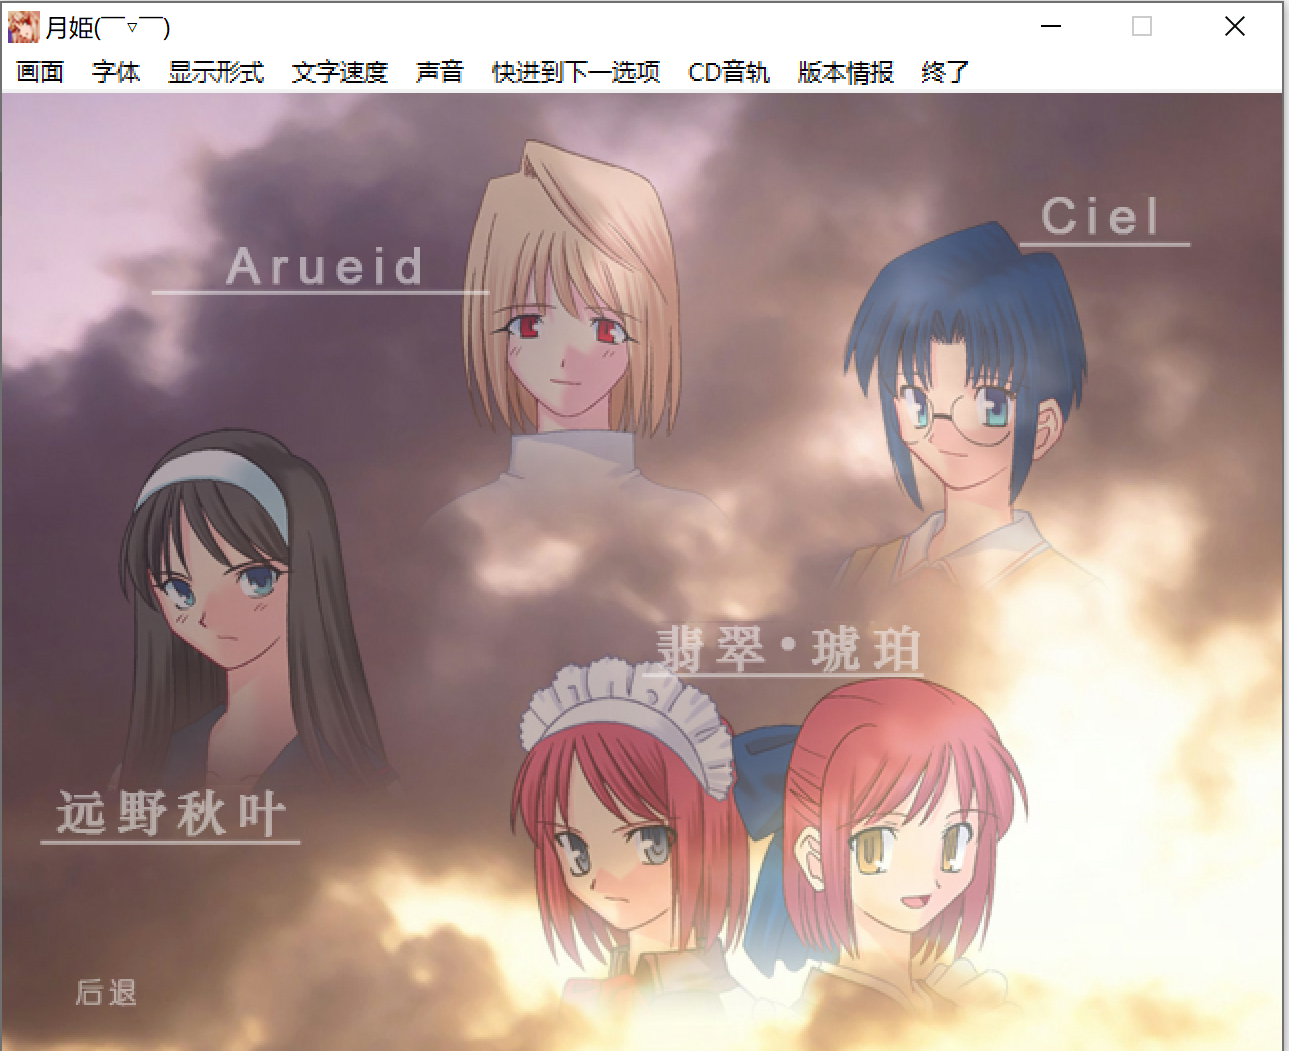 月姫(￣▽￣)
画面 字体 显示形式 文字速度 声音 快进到下一选项 CD音轨 版本情报 终了
Ciel
Arueid
翡翠・琥珀
远野秋叶
后退